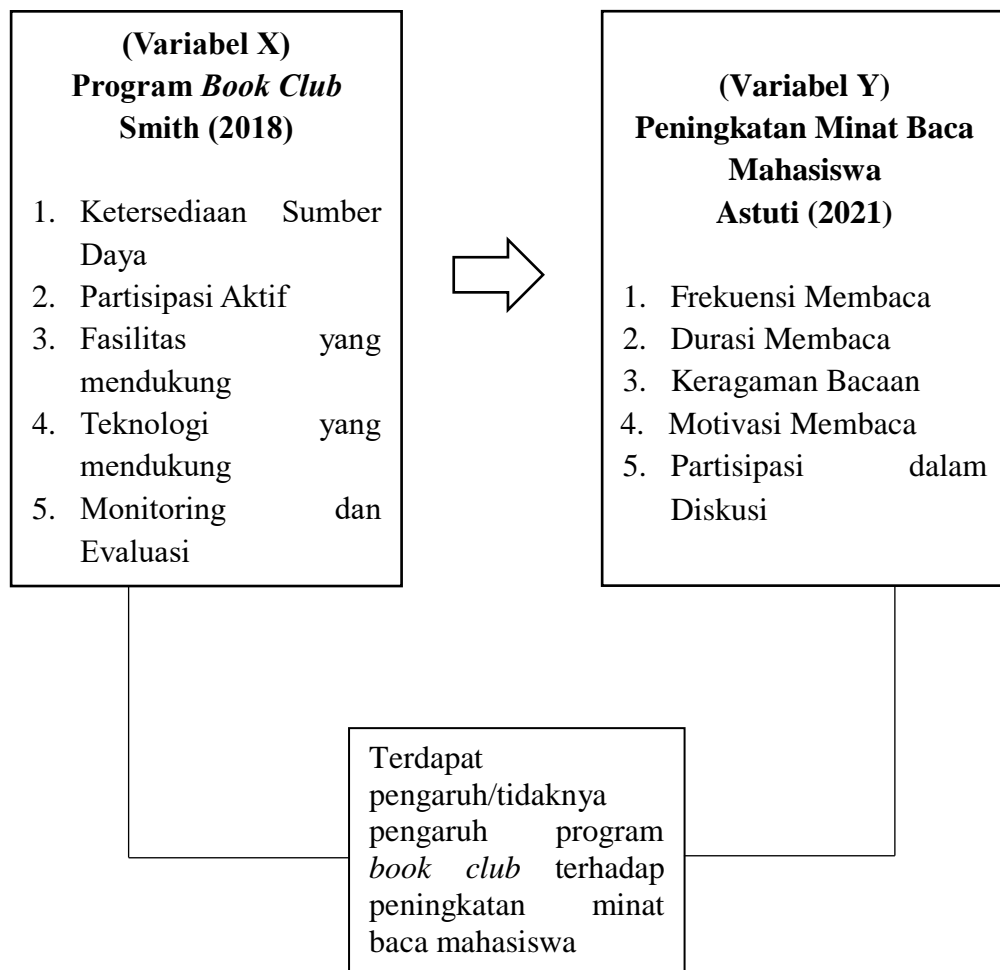 (Variabel X)
Program Book Club
Smith (2018)
1. Ketersediaan Sumber
Daya
2. Partisipasi Aktif
3. Fasilitas yang
mendukung
4. Teknologi yang
mendukung
5. Monitoring dan
Evaluasi
(Variabel Y)
Peningkatan Minat Baca
Mahasiswa
Astuti (2021)
1. Frekuensi Membaca
2. Durasi Membaca
3. Keragaman Bacaan
4. Motivasi Membaca
5. Partisipasi dalam
Diskusi
Terdapat
pengaruh/tidaknya
pengaruh program
book club terhadap
peningkatan minat
baca mahasiswa